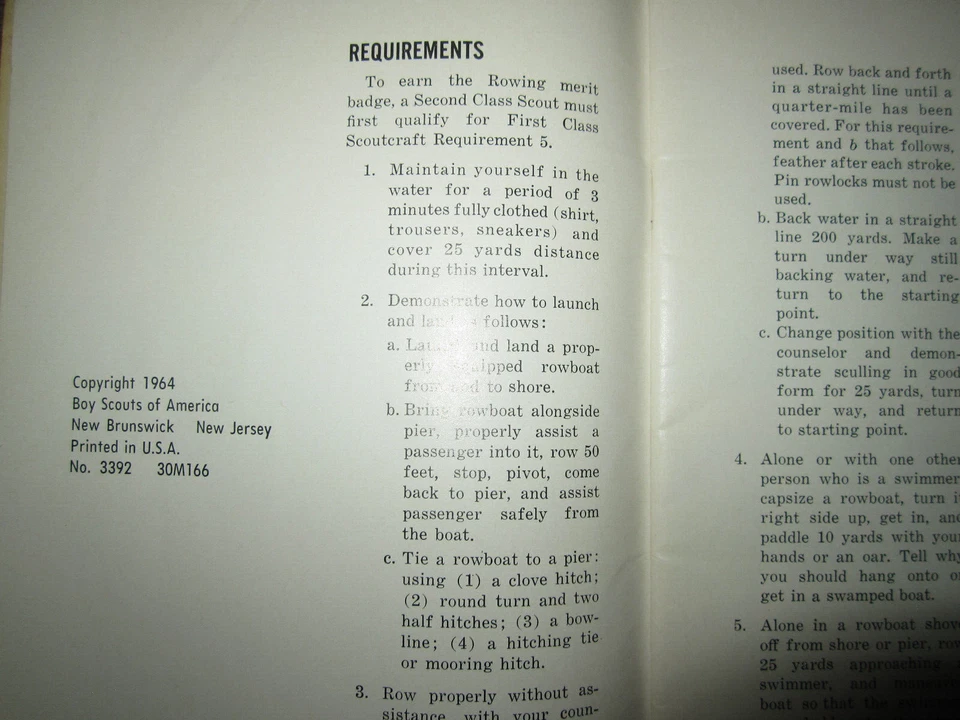 Copyright 1964
Boy Scouts of America
New Brunswick New Jersey
Printed in U.S.A.
No. 3392 30M166
REQUIREMENTS
To earn the Rowing merit
badge, a Second Class Scout must
first qualify for First Class
Scoutcraft Requirement 5.
1. Maintain yourself in the
water for a period of 3
minutes fully clothed (shirt,
trousers, sneakers) and
cover 25 yards distance
during this interval.
2. Demonstrate how to launch
and follows:
a. and land a prop-
rowboat
to shore.
b. Bring rowboat alongside
pier, properly assist a
passenger into it, row 50
feet, stop, pivot, come
back to pier, and assist
passenger safely from
the boat.
c. Tie a rowboat to a pier:
using (1) a clove hitch;
(2) round turn and two
half hitches; (3) a bow-
line; (4) a hitching tie
or mooring hitch.
3. Row properly without as-
sistance with your coun-
used. Row back and forth
in a straight line until a
quarter-mile has been
covered. For this require-
ment and b that follows,
feather after each stroke.
Pin rowlocks must not be
used.
b. Back water in a straight
line 200 yards. Make a
turn under way still
backing water, and re-
turn to the starting
point.
c. Change position with the
counselor and demon-
strate sculling in good
form for 25 yards, turn
under way, and return
to starting point.
4. Alone or with one other
person who is a swimmer
capsize a rowboat, turn
right side up, get in, and
paddle 10 yards with your
hands or an oar. Tell why
you should hang onto
get in a swamped boat.
5. Alone in a rowboat shove
off from shore or pier, row
25 yards approaching
swimmer, and
boat so that the